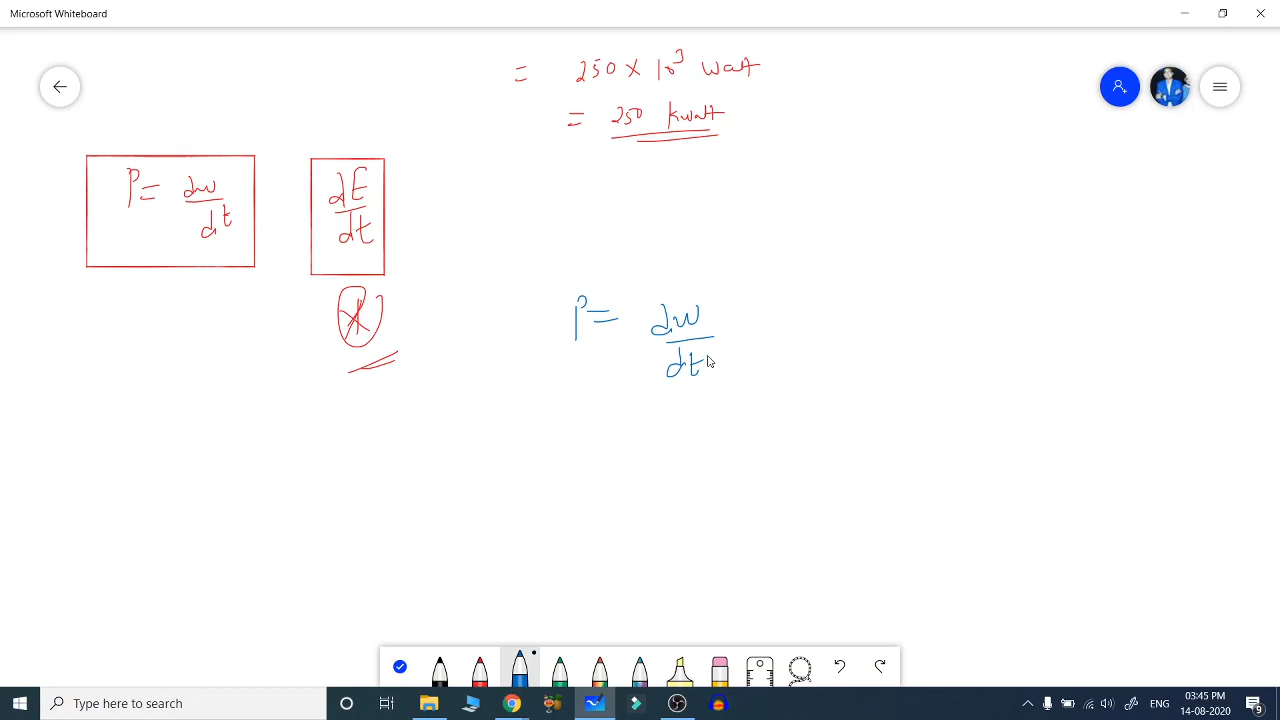 Microsoft Whiteboard
= 250 × 10³ watt
= 250 kwatt
P = dw/dt
dE/dt
P = dw/dt
Type here to search
ENG
03:45 PM
14-08-2020
9